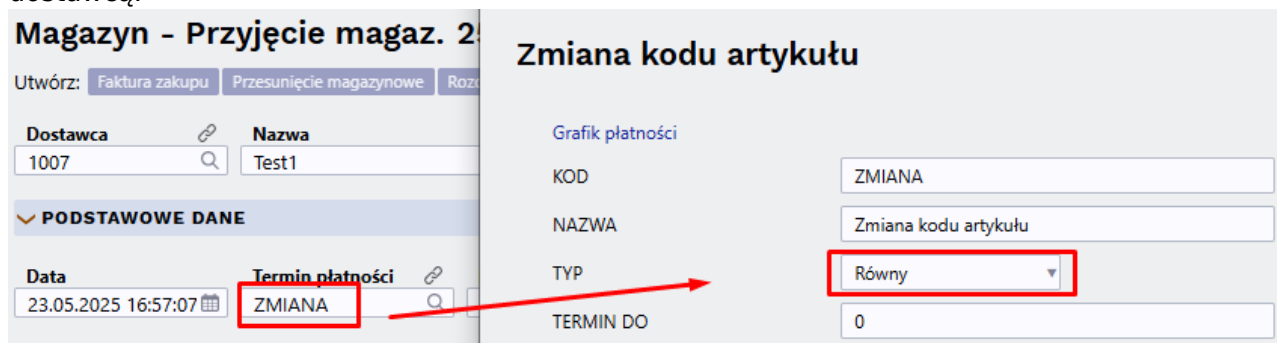 Magazyn - Przyjęcie magaz. 2
Utwórz: Faktura zakupu Przesunięcie magazynowe
Dostawca Nazwa
1007 Test1
PODSTAWOWE DANE
Data Termin płatności
23.05.2025 16:57:07 ZMIANA
Zmiana kodu artykułu
Grafik płatności
KOD ZMIANA
NAZWA Zmiana kodu artykułu
TYP Równy
TERMIN DO 0